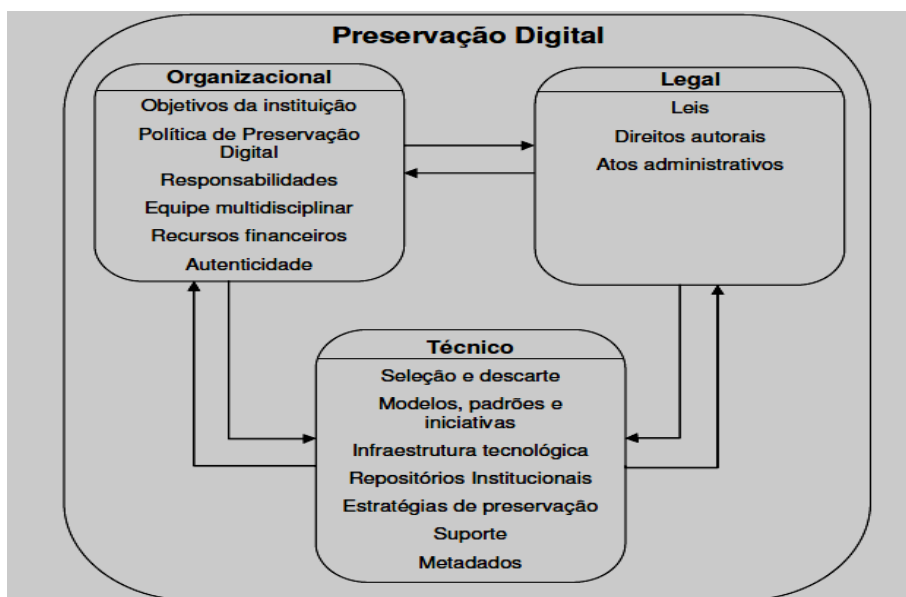 Preservação Digital
Organizacional
Objetivos da instituição
Política de Preservação
Digital
Responsabilidades
Equipe multidisciplinar
Recursos financeiros
Autenticidade
Legal
Leis
Direitos autorais
Atos administrativos
Técnico
Seleção e descarte
Modelos, padrões e
iniciativas
Infraestrutura tecnológica
Repositórios Institucionais
Estratégias de preservação
Suporte
Metadados